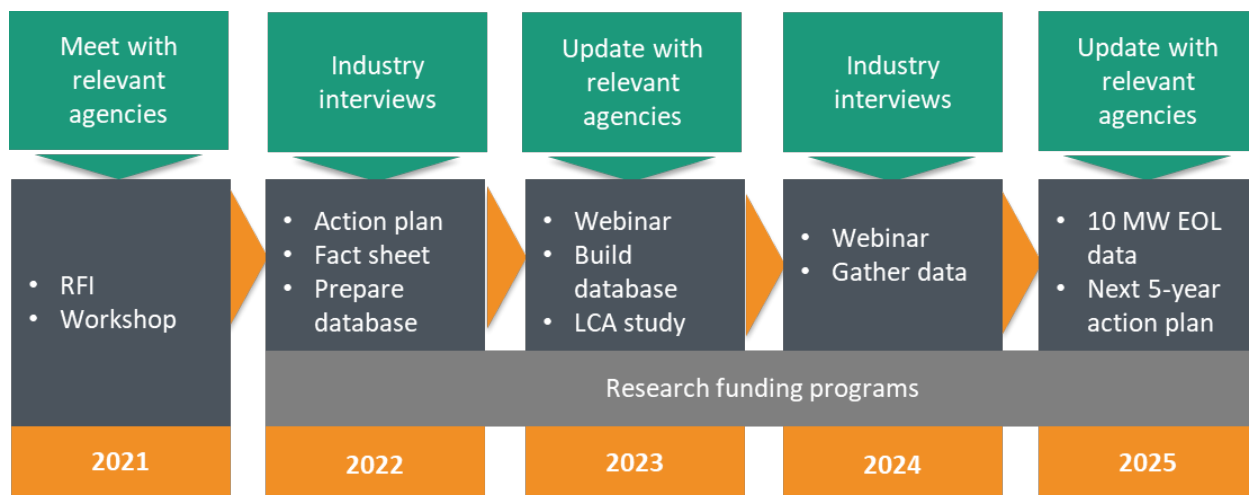 Meet with
relevant
agencies
Industry
interviews
Update with
relevant
agencies
Industry
interviews
Update with
relevant
agencies
• RFI
• Workshop
• Action plan
• Fact sheet
• Prepare
database
• Webinar
• Build
database
• LCA study
• Webinar
• Gather data
• 10 MW EOL
data
• Next 5-year
action plan
Research funding programs
2021
2022
2023
2024
2025